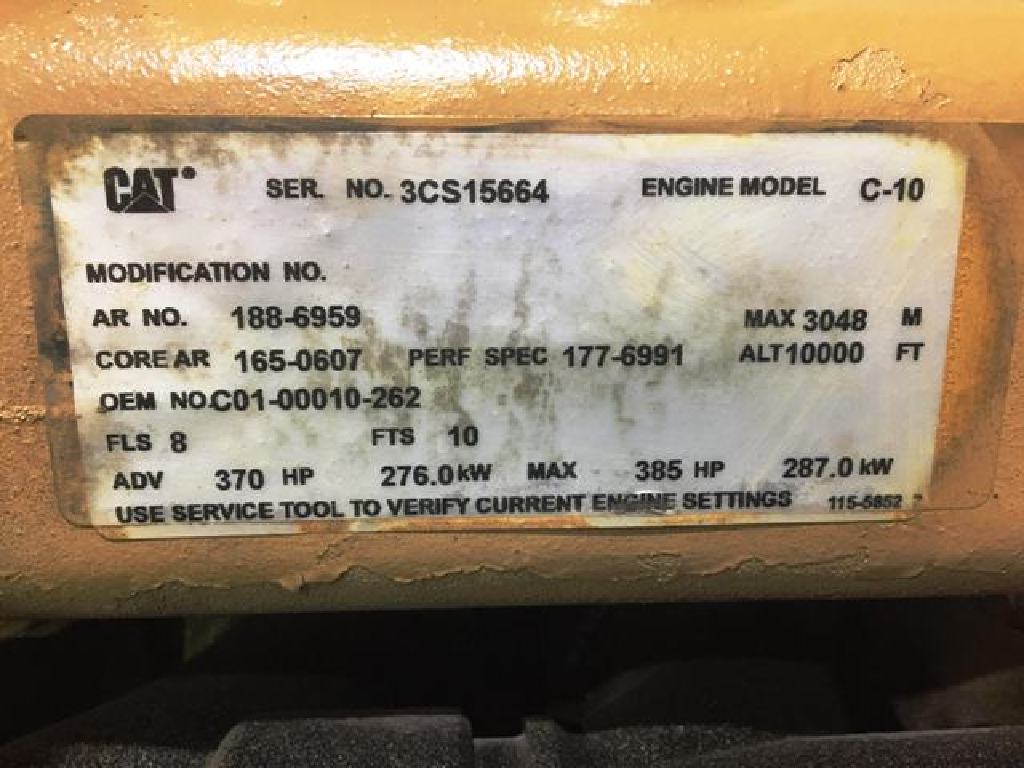 CAT SER. NO. 3CS15664 ENGINE MODEL C-10
MODIFICATION NO.
AR NO. 188-6959 MAX 3048 M
CORE AR 165-0607 PERF SPEC 177-6991 ALT 10000 FT
OEM NO. C01-00010-262
FLS 8 FTS 10
ADV 370 HP 276.0 kW MAX 385 HP 287.0 kW
USE SERVICE TOOL TO VERIFY CURRENT ENGINE SETTINGS 115-5852